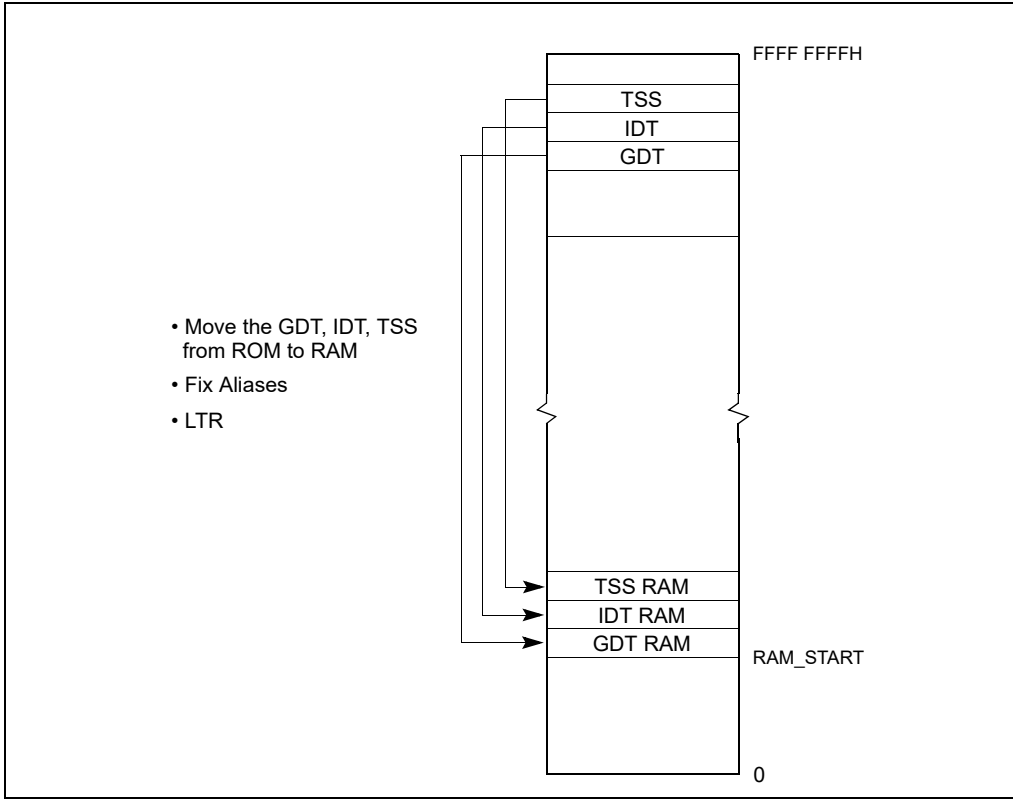 FFFF FFFFH
TSS
IDT
GDT
• Move the GDT, IDT, TSS
from ROM to RAM
• Fix Aliases
• LTR
TSS RAM
IDT RAM
GDT RAM
RAM_START
0